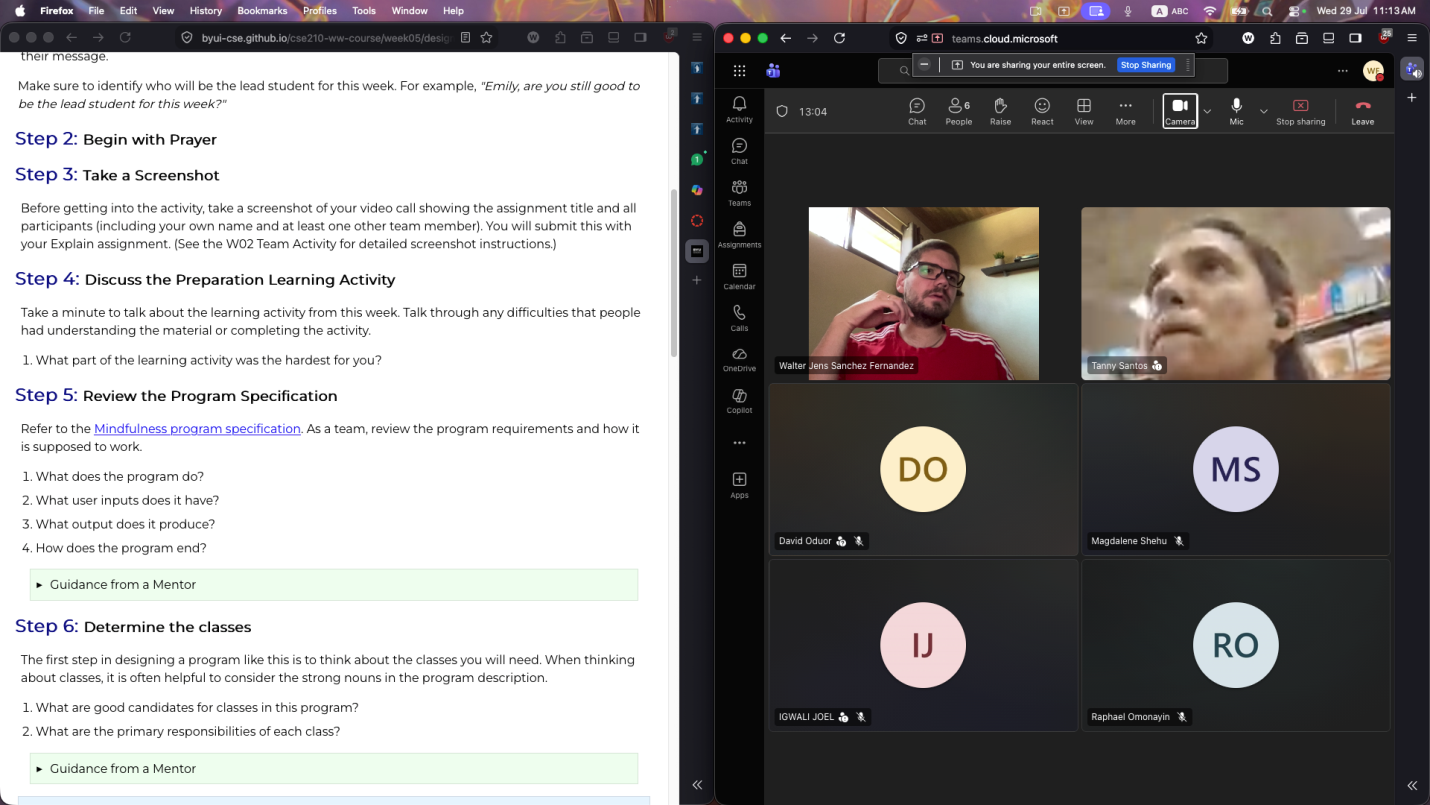 Firefox File Edit View History Bookmarks Profiles Tools Window Help
A ABC Wed 29 Jul 11:13 AM
byui-cse.github.io/cse210-ww-course/week05/desig
their message.
Make sure to identify who will be the lead student for this week. For example, "Emily, are you still good to
be the lead student for this week?"
Step 2: Begin with Prayer
Step 3: Take a Screenshot
Before getting into the activity, take a screenshot of your video call showing the assignment title and all
participants (including your own name and at least one other team member). You will submit this with
your Explain assignment. (See the W02 Team Activity for detailed screenshot instructions.)
Step 4: Discuss the Preparation Learning Activity
Take a minute to talk about the learning activity from this week. Talk through any difficulties that people
had understanding the material or completing the activity.
1. What part of the learning activity was the hardest for you?
Step 5: Review the Program Specification
Refer to the Mindfulness program specification. As a team, review the program requirements and how it
is supposed to work.
1. What does the program do?
2. What user inputs does it have?
3. What output does it produce?
4. How does the program end?
Guidance from a Mentor
Step 6: Determine the classes
The first step in designing a program like this is to think about the classes you will need. When thinking
about classes, it is often helpful to consider the strong nouns in the program description.
1. What are good candidates for classes in this program?
2. What are the primary responsibilities of each class?
Guidance from a Mentor
1
teams.cloud.microsoft
25
You are sharing your entire screen. Stop Sharing
WF
Activity
Chat
Teams
Assignments
Calendar
Calls
OneDrive
Copilot
Apps
13:04
Chat
6
People
Raise
React
View
More
Camera
Mic
Stop sharing
Leave
Walter Jens Sanchez Fernandez
Tanny Santos
DO
David Oduor
MS
Magdalene Shehu
IJ
IGWALI JOEL
RO
Raphael Omonayin